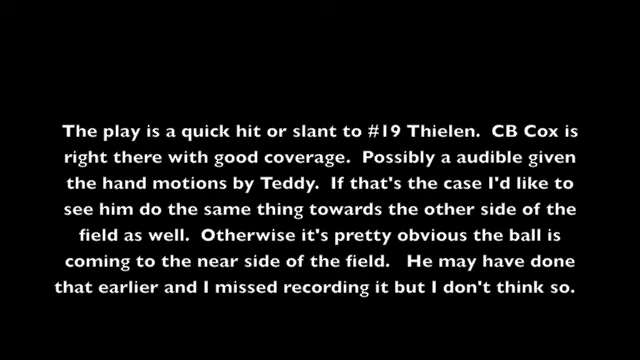 The play is a quick hit or slant to #19 Thielen.  CB Cox is
right there with good coverage.  Possibly a audible given
the hand motions by Teddy.  If that's the case I'd like to
see him do the same thing towards the other side of the
field as well.  Otherwise it's pretty obvious the ball is
coming to the near side of the field.   He may have done
that earlier and I missed recording it but I don't think so.